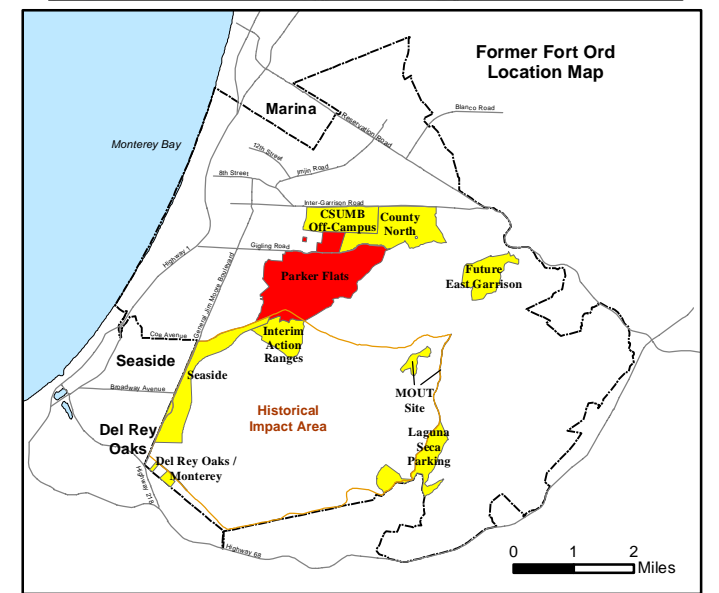 Former Fort Ord
Location Map
Marina
Blanco Road
Reservation Road
Monterey Bay
12th Street
Imjin Road
8th Street
Inter-Garrison Road
CSUMB
Off-Campus
County
North
Gigling Road
Highway 1
General Jim Moore Boulevard
Parker Flats
Future
East Garrison
Coe Avenue
Interim
Action
Ranges
Seaside
Seaside
Broadway Avenue
MOUT
Site
Historical
Impact Area
Del Rey
Oaks
Laguna
Seca
Parking
Del Rey Oaks /
Monterey
Highway 218
Highway 68
0 1 2
Miles